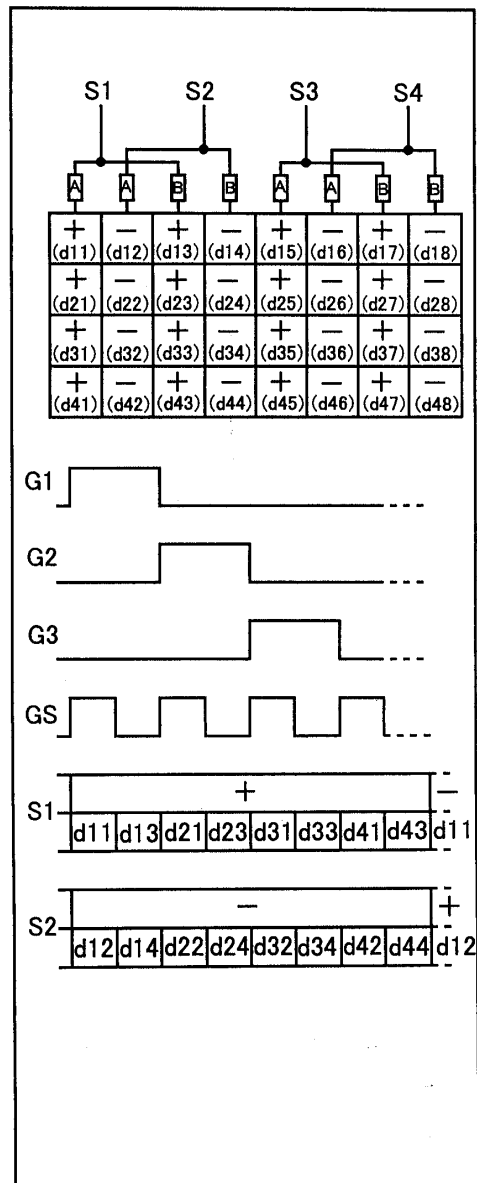 S1 S2 S3 S4
A A B B A A B B
+ − + − + − + −
(d11) (d12) (d13) (d14) (d15) (d16) (d17) (d18)
+ − + − + − + −
(d21) (d22) (d23) (d24) (d25) (d26) (d27) (d28)
+ − + − + − + −
(d31) (d32) (d33) (d34) (d35) (d36) (d37) (d38)
+ − + − + − + −
(d41) (d42) (d43) (d44) (d45) (d46) (d47) (d48)
G1
G2
G3
GS
+ −
S1
d11 d13 d21 d23 d31 d33 d41 d43 d11
− +
S2
d12 d14 d22 d24 d32 d34 d42 d44 d12